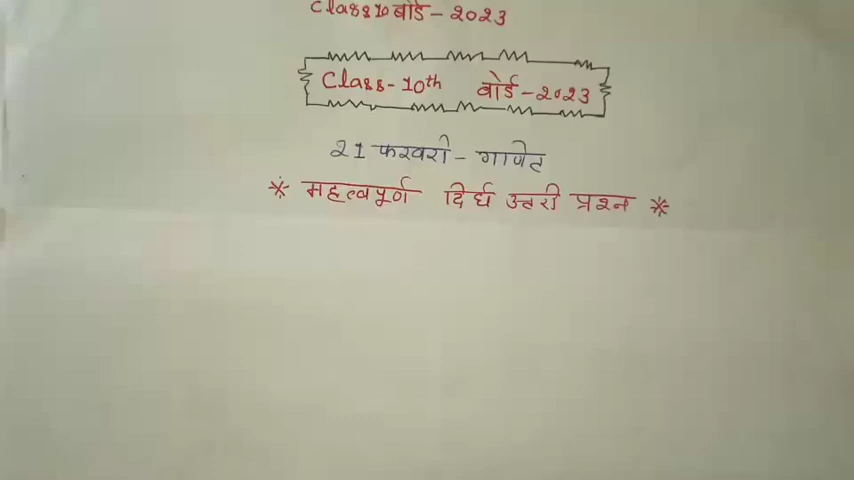 Class 10 बोर्ड - 2023
Class - 10th बोर्ड - 2023
21 फरवरी - गणित
* महत्वपूर्ण दिर्घ उत्तरी प्रश्न *